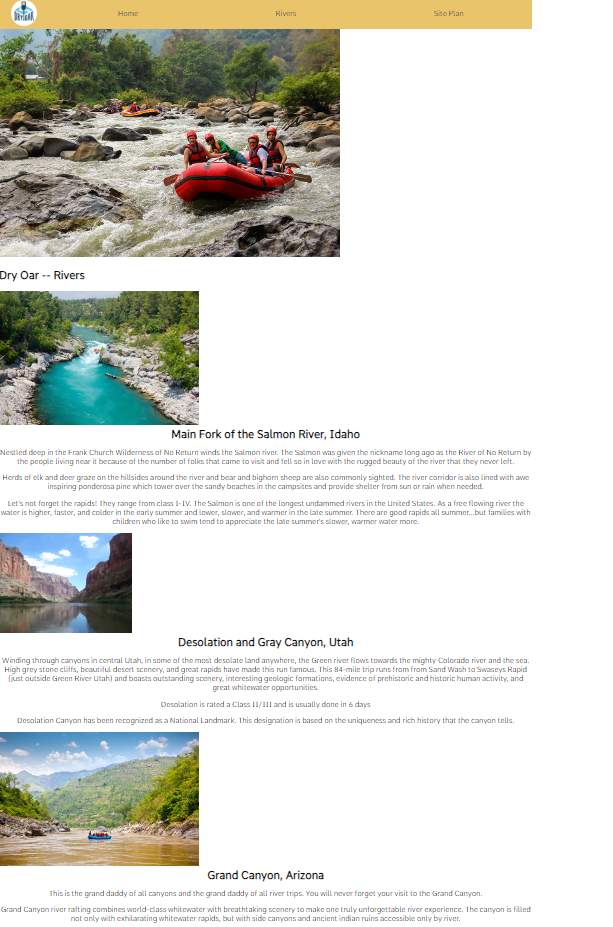 DRY OAR
Home Rivers Site Plan
Dry Oar -- Rivers
Main Fork of the Salmon River, Idaho
Nestled deep in the Frank Church Wilderness of No Return winds the Salmon river. The Salmon was given the nickname long ago as the River of No Return by
the people living near it because of the number of folks that came to visit and fell so in love with the rugged beauty of the river that they never left.
Herds of elk and deer graze on the hillsides around the river and bear and bighorn sheep are also commonly sighted. The river corridor is also lined with awe
inspiring ponderosa pine which tower over the sandy beaches in the campsites and provide shelter from sun or rain when needed.
Let's not forget the rapids! They range from class I-IV. The Salmon is one of the longest undammed rivers in the United States. As a free flowing river the
water is higher, faster, and colder in the early summer and lower, slower, and warmer in the late summer. There are good rapids all summer...but families with
children who like to swim tend to appreciate the late summer's slower, warmer water more.
Desolation and Gray Canyon, Utah
Winding through canyons in central Utah, in some of the most desolate land anywhere, the Green river flows towards the mighty Colorado river and the sea.
High grey stone cliffs, beautiful desert scenery, and great rapids have made this run famous. This 84-mile trip runs from from Sand Wash to Swaseys Rapid
(just outside Green River Utah) and boasts outstanding scenery, interesting geologic formations, evidence of prehistoric and historic human activity, and
great whitewater opportunities.
Desolation is rated a Class II/III and is usually done in 6 days
Desolation Canyon has been recognized as a National Landmark. This designation is based on the uniqueness and rich history that the canyon tells.
Grand Canyon, Arizona
This is the grand daddy of all canyons and the grand daddy of all river trips. You will never forget your visit to the Grand Canyon.
Grand Canyon river rafting combines world-class whitewater with breathtaking scenery to make one truly unforgettable river experience. The canyon is filled
not only with exhilarating whitewater rapids, but with side canyons and ancient indian ruins accessible only by river.